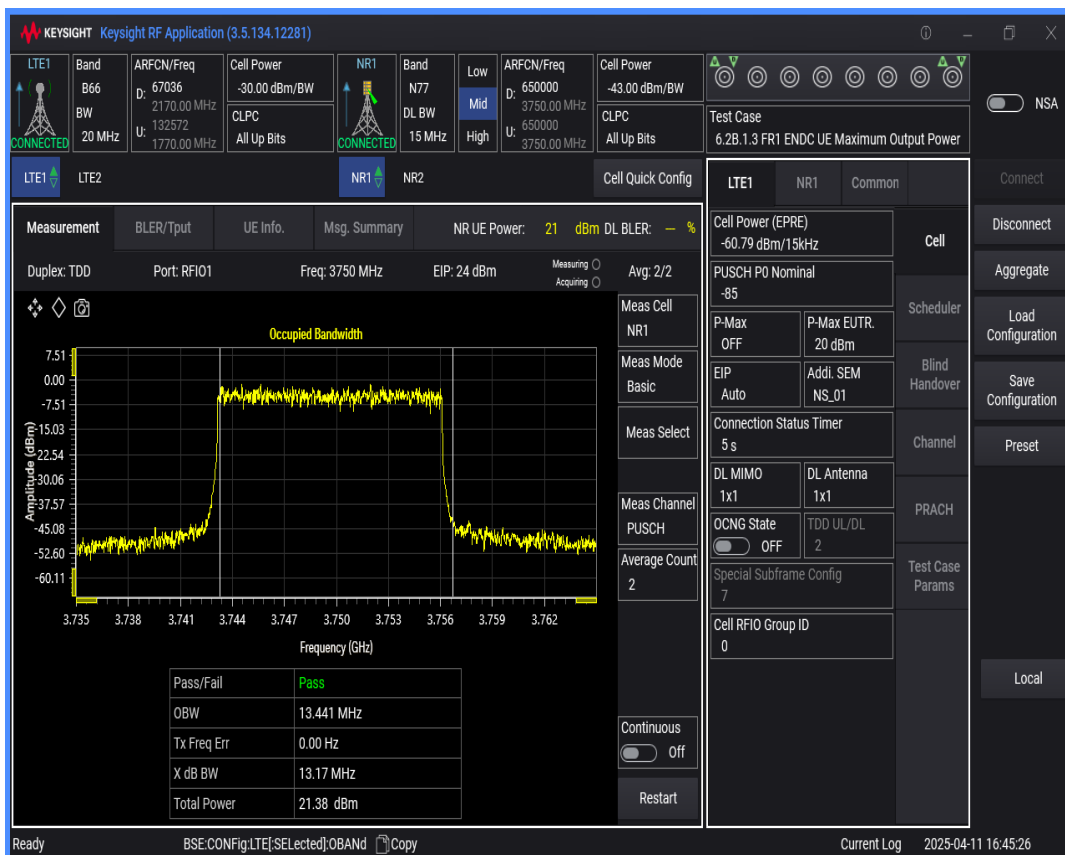 KEYSIGHT Keysight RF Application (3.5.134.12281)
LTE1
CONNECTED
Band
B66
BW
20 MHz
ARFCN/Freq
D: 67036
2170.00 MHz
U: 132572
1770.00 MHz
Cell Power
-30.00 dBm/BW
CLPC
All Up Bits
NR1
CONNECTED
Band
N77
DL BW
15 MHz
Low
Mid
High
ARFCN/Freq
D: 650000
3750.00 MHz
U: 650000
3750.00 MHz
Cell Power
-43.00 dBm/BW
CLPC
All Up Bits
Test Case
6.2B.1.3 FR1 ENDC UE Maximum Output Power
NSA
LTE1 LTE2 NR1 NR2 Cell Quick Config
Measurement BLER/Tput UE Info. Msg. Summary NR UE Power: 21 dBm DL BLER: — %
Duplex: TDD Port: RFIO1 Freq: 3750 MHz EIP: 24 dBm Measuring Acquiring Avg: 2/2
Occupied Bandwidth
7.51
0.00
-7.51
-15.03
-22.54
-30.06
-37.57
-45.08
-52.60
-60.11
Amplitude (dBm)
3.735 3.738 3.741 3.744 3.747 3.750 3.753 3.756 3.759 3.762
Frequency (GHz)
Pass/Fail Pass
OBW 13.441 MHz
Tx Freq Err 0.00 Hz
X dB BW 13.17 MHz
Total Power 21.38 dBm
Meas Cell
NR1
Meas Mode
Basic
Meas Select
Meas Channel
PUSCH
Average Count
2
Continuous
Off
Restart
LTE1 NR1 Common
Cell Power (EPRE)
-60.79 dBm/15kHz
PUSCH P0 Nominal
-85
P-Max
OFF
P-Max EUTR.
20 dBm
EIP
Auto
Addi. SEM
NS_01
Connection Status Timer
5 s
DL MIMO
1x1
DL Antenna
1x1
OCNG State
OFF
TDD UL/DL
2
Special Subframe Config
7
Cell RFIO Group ID
0
Cell
Scheduler
Blind
Handover
Channel
PRACH
Test Case
Params
Connect
Disconnect
Aggregate
Load
Configuration
Save
Configuration
Preset
Local
Ready BSE:CONFig:LTE[:SELected]:OBANd Copy Current Log 2025-04-11 16:45:26